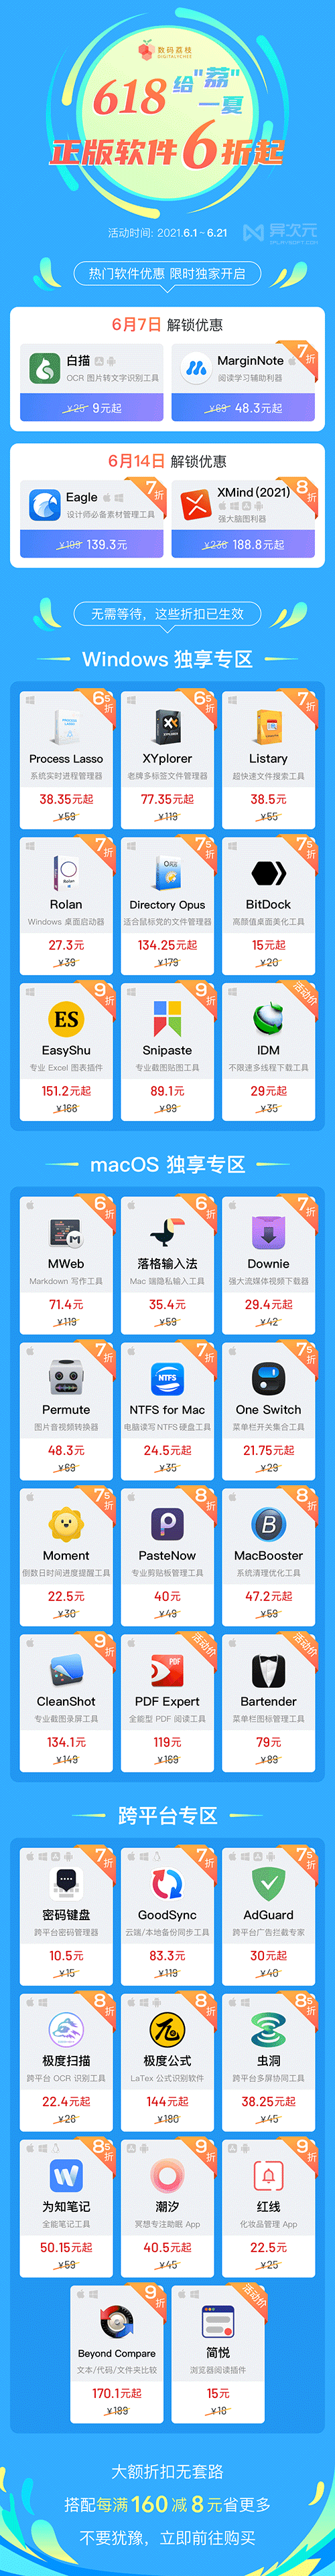 数码荔枝
DIGITALYCHEE
618 给"荔"一夏
正版软件6折起
活动时间: 2021.6.1~6.21
异次元
IPLAYSOFT.COM
热门软件优惠 限时独家开启
6月7日 解锁优惠
7折
白描
OCR 图片转文字识别工具
¥25 9元起
MarginNote
阅读学习辅助利器
¥69 48.3元起
6月14日 解锁优惠
7折
8折
Eagle
设计师必备素材管理工具
¥199 139.3元
XMind(2021)
强大脑图利器
¥236 188.8元起
无需等待，这些折扣已生效
Windows 独享专区
65折
65折
7折
Process Lasso
XYplorer
Listary
系统实时进程管理器
老牌多标签文件管理器
超快速文件搜索工具
38.35元起
77.35元起
38.5元
¥59
¥119
¥55
7折
75折
75折
Rolan
Directory Opus
BitDock
Windows 桌面启动器
适合鼠标党的文件管理器
高颜值桌面美化工具
27.3元
134.25元起
15元起
¥39
¥179
¥20
9折
9折
活动价
ES
EasyShu
Snipaste
IDM
专业 Excel 图表插件
专业截图贴图工具
不限速多线程下载工具
151.2元起
89.1元
29元起
¥168
¥99
¥35
macOS 独享专区
6折
6折
7折
MWeb
落格输入法
Downie
Markdown 写作工具
Mac 端隐私输入工具
强大流媒体视频下载器
71.4元
35.4元
29.4元起
¥119
¥59
¥42
7折
7折
75折
NTFS
Permute
NTFS for Mac
One Switch
图片音视频转换器
电脑读写NTFS硬盘工具
菜单栏开关集合工具
48.3元
24.5元起
21.75元起
¥69
¥35
¥29
75折
8折
8折
Moment
PasteNow
MacBooster
倒数日时间进度提醒工具
专业剪贴板管理工具
系统清理优化工具
22.5元
40元
47.2元起
¥30
¥49
¥59
9折
活动价
活动价
PDF
CleanShot
PDF Expert
Bartender
专业截图录屏工具
全能型 PDF 阅读工具
菜单栏图标管理工具
134.1元
119元
79元
¥149
¥169
¥89
跨平台专区
7折
7折
75折
密码键盘
GoodSync
AdGuard
跨平台密码管理器
云端/本地备份同步工具
跨平台广告拦截专家
10.5元
83.3元
30元起
¥15
¥119
¥40
8折
8折
85折
极度扫描
极度公式
虫洞
跨平台 OCR 识别工具
LaTex 公式识别软件
跨平台多屏协同工具
22.4元起
144元起
38.25元起
¥28
¥180
¥45
85折
9折
9折
为知笔记
潮汐
红线
全能笔记工具
冥想专注助眠 App
化妆品管理 App
50.15元起
40.5元起
22.5元
¥59
¥45
¥25
9折
活动价
Beyond Compare
简悦
文本/代码/文件夹比较
浏览器阅读插件
170.1元起
15元
¥189
¥18
大额折扣无套路
搭配每满160减8元省更多
不要犹豫，立即前往购买